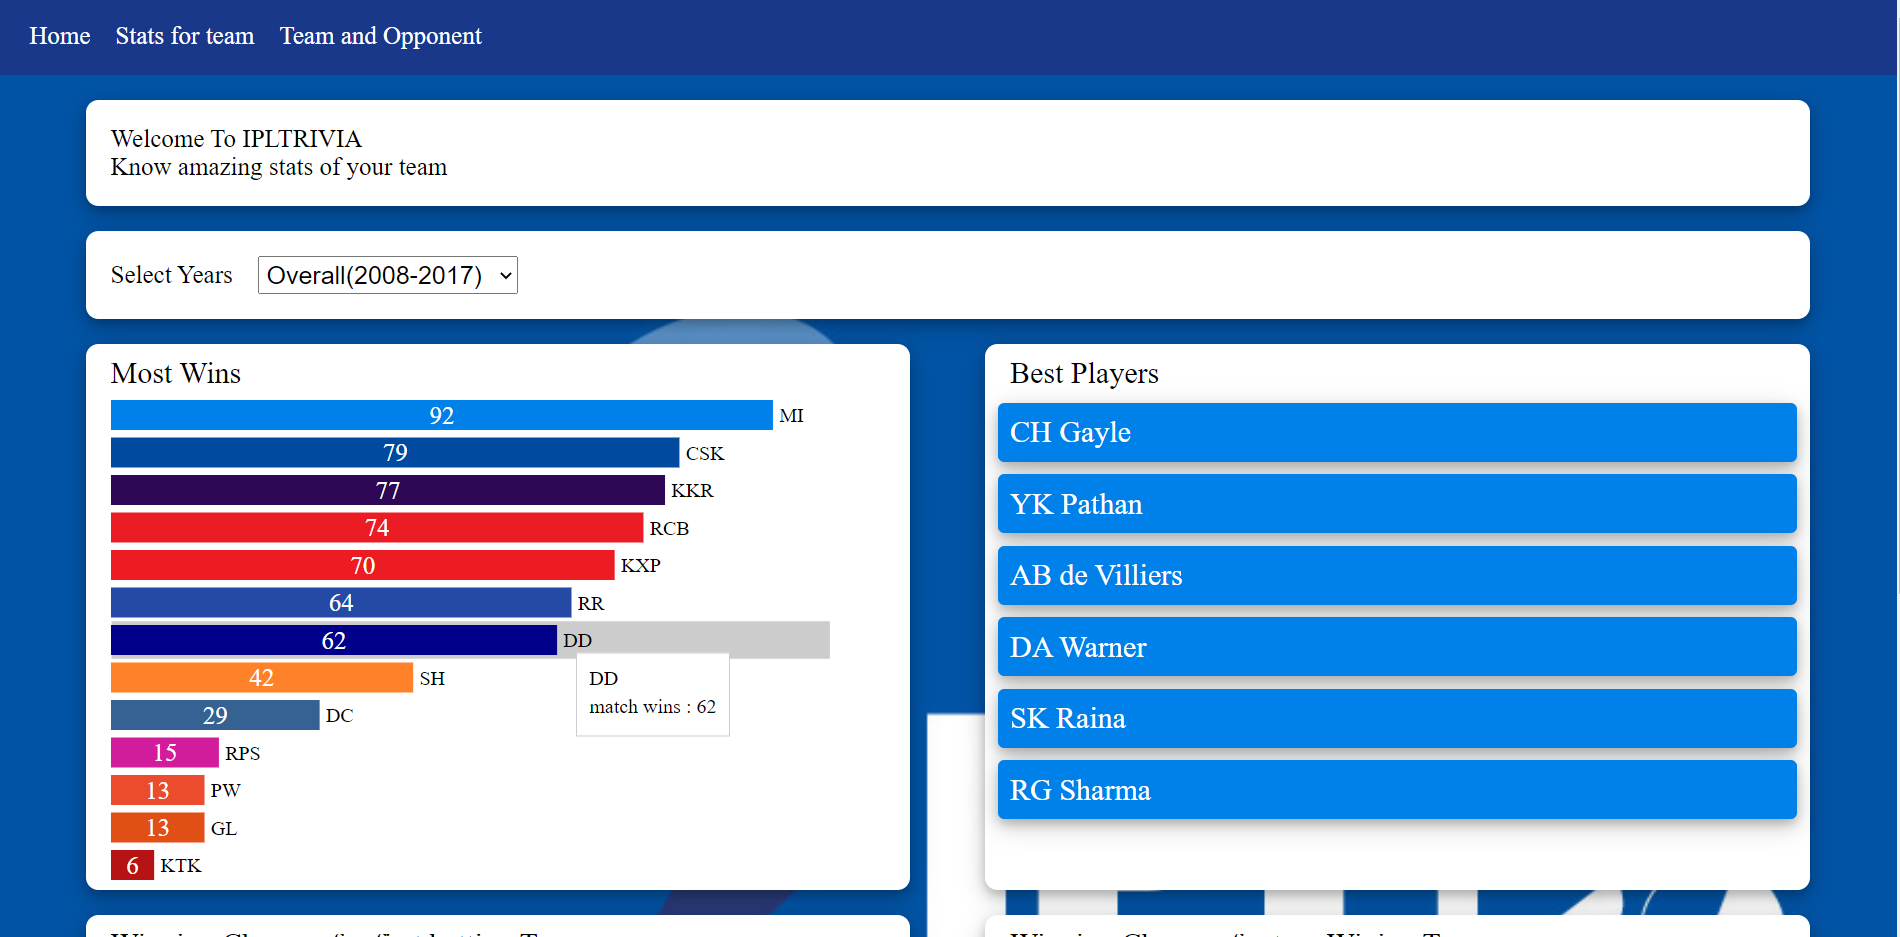 Home Stats for team Team and Opponent
Welcome To IPLTRIVIA
Know amazing stats of your team
Select Years Overall(2008-2017)
Most Wins
92 MI
79 CSK
77 KKR
74 RCB
70 KXP
64 RR
62 DD
42 SH
29 DC
15 RPS
13 PW
13 GL
6 KTK
DD
match wins : 62
Best Players
CH Gayle
YK Pathan
AB de Villiers
DA Warner
SK Raina
RG Sharma